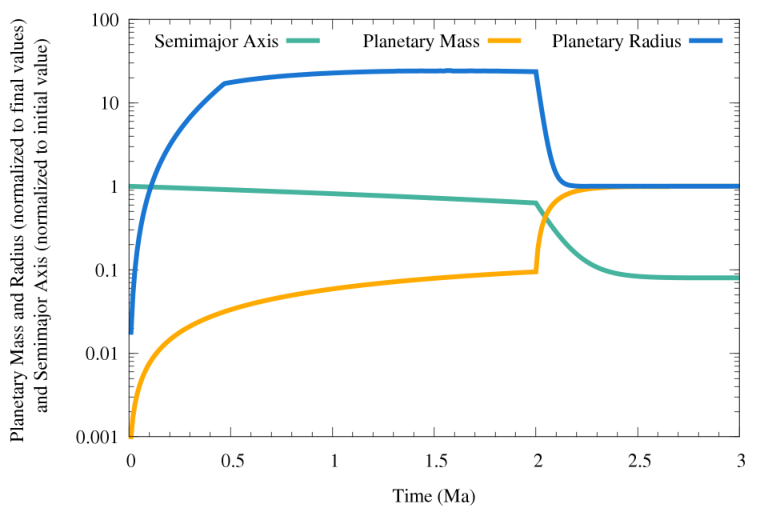 Planetary Mass and Radius (normalized to final values)
and Semimajor Axis (normalized to initial value)
100
10
1
0.1
0.01
0.001
Semimajor Axis Planetary Mass Planetary Radius
0 0.5 1 1.5 2 2.5 3
Time (Ma)